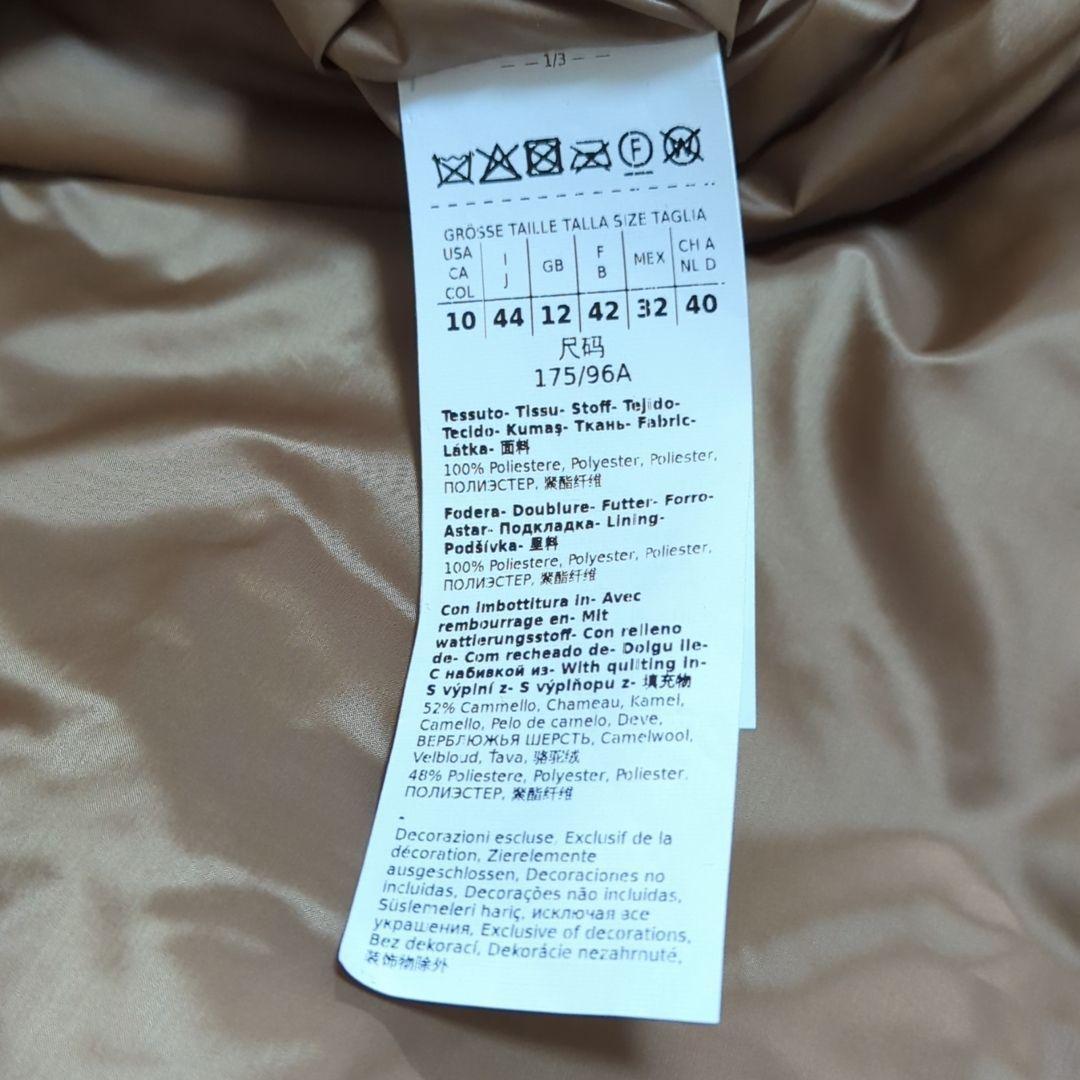 - - 1/3 - -
F
W
GRÖSSE TAILLE TALLA SIZE TAGLIA
USA CA COL I J GB F B MEX CH A NL D
10 44 12 42 32 40
尺码
175/96A
Tessuto- Tissu- Stoff- Tejido-
Tecido- Kumaş- Ткань- Fabric-
Látka- 面料
100% Poliestere, Polyester, Poliester,
ПОЛИЭСТЕР, 聚酯纤维
Fodera- Doublure- Futter- Forro-
Astar- Подкладка- Lining-
Podšívka- 里料
100% Poliestere, Polyester, Poliester,
ПОЛИЭСТЕР, 聚酯纤维
Con imbottitura in- Avec
rembourrage en- Mit
wattierungsstoff- Con relleno
de- Com recheado de- Dolgu ile-
С набивкой из- With quilting in-
S výplní z- S výplňopu z- 填充物
52% Cammello, Chameau, Kamel,
Camello, Pelo de camelo, Deve,
ВЕРБЛЮЖЬЯ ШЕРСТЬ, Camelwool,
Velbloud, Ťava, 骆驼绒
48% Poliestere, Polyester, Poliester,
ПОЛИЭСТЕР, 聚酯纤维
-
Decorazioni escluse, Exclusif de la
décoration, Zierelemente
ausgeschlossen, Decoraciones no
incluidas, Decorações não incluidas,
Süslemeleri hariç, исключая все
украшения, Exclusive of decorations,
Bez dekorací, Dekorácie nezahrnuté,
装饰物除外